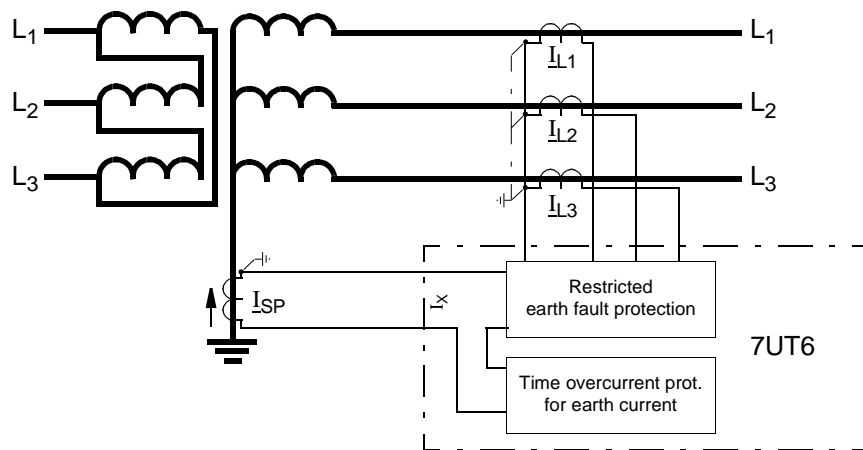 L1
L1
IL1
L2
L2
IL2
L3
L3
IL3
ISP
IX
Restricted
earth fault protection
7UT6
Time overcurrent prot.
for earth current